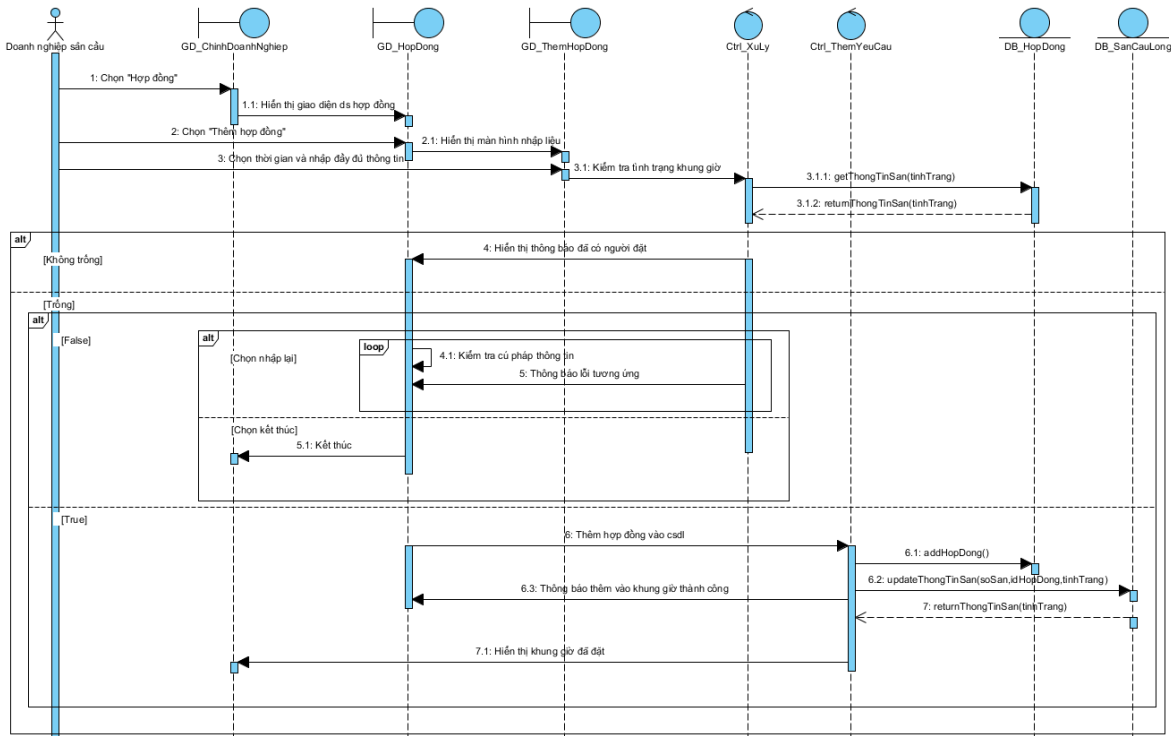 Doanh nghiệp sân cầu
GD_ChinhDoanhNghiep
GD_HopDong
GD_ThemHopDong
Ctrl_XuLy
Ctrl_ThemYeuCau
DB_HopDong
DB_SanCauLong
1: Chọn "Hợp đồng"
1.1: Hiển thị giao diện ds hợp đồng
2: Chọn "Thêm hợp đồng"
2.1: Hiển thị màn hình nhập liệu
3: Chọn thời gian và nhập đầy đủ thông tin
3.1: Kiểm tra tình trạng khung giờ
3.1.1: getThongTinSan(tinhTrang)
3.1.2: returnThongTinSan(tinhTrang)
alt
4: Hiển thị thông báo đã có người đặt
[Không trống]
[Trống]
alt
[False]
alt
loop
[Chọn nhập lại]
4.1: Kiểm tra cú pháp thông tin
5: Thông báo lỗi tương ứng
[Chọn kết thúc]
5.1: Kết thúc
[True]
6: Thêm hợp đồng vào csdl
6.1: addHopDong()
6.2: updateThongTinSan(soSan,idHopDong,tinhTrang)
6.3: Thông báo thêm vào khung giờ thành công
7: returnThongTinSan(tinhTrang)
7.1: Hiển thị khung giờ đã đặt